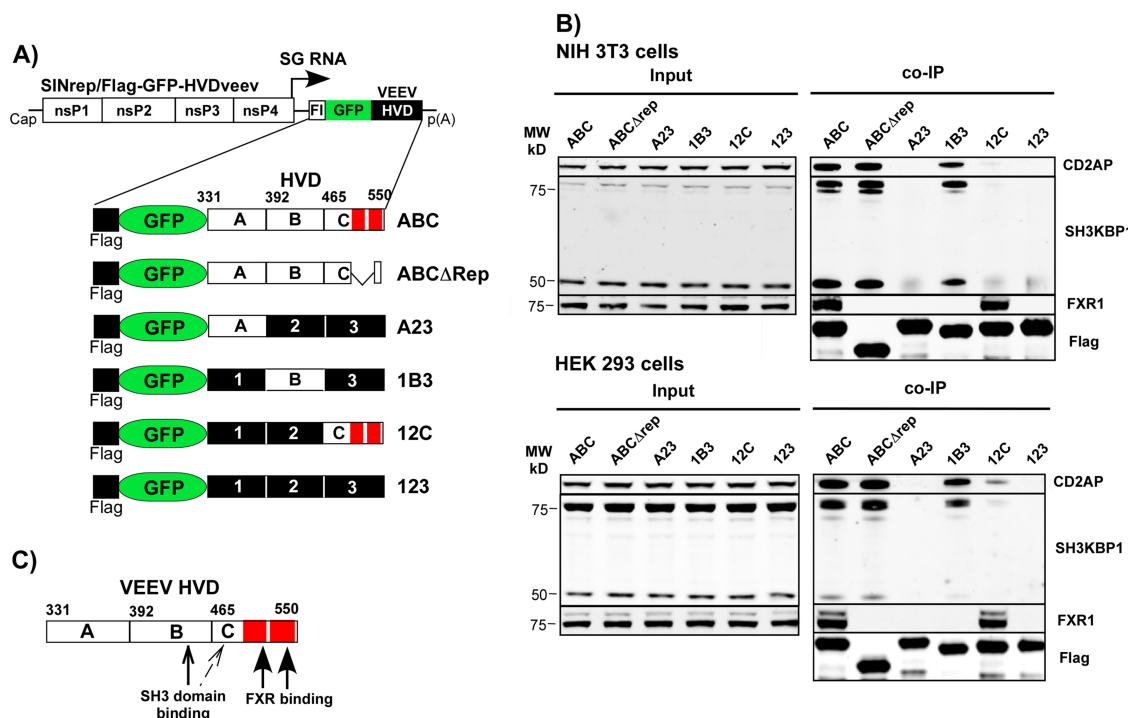 A)
SG RNA
SINrep/Flag-GFP-HVDveev
VEEV
nsP1 nsP2 nsP3 nsP4 Fl GFP HVD
Cap p(A)
HVD
331 392 465 550
GFP A B C ABC
Flag
GFP A B C ABCΔRep
Flag
GFP A 2 3 A23
Flag
GFP 1 B 3 1B3
Flag
GFP 1 2 C 12C
Flag
GFP 1 2 3 123
Flag
B)
NIH 3T3 cells
Input co-IP
MW
kD
ABC ABCΔrep A23 1B3 12C 123 ABC ABCΔrep A23 1B3 12C 123
CD2AP
75
SH3KBP1
50
75 FXR1
Flag
HEK 293 cells
Input co-IP
MW
kD
ABC ABCΔrep A23 1B3 12C 123 ABC ABCΔrep A23 1B3 12C 123
CD2AP
75
SH3KBP1
50
75 FXR1
Flag
C)
VEEV HVD
331 392 465 550
A B C
SH3 domain
binding
FXR binding